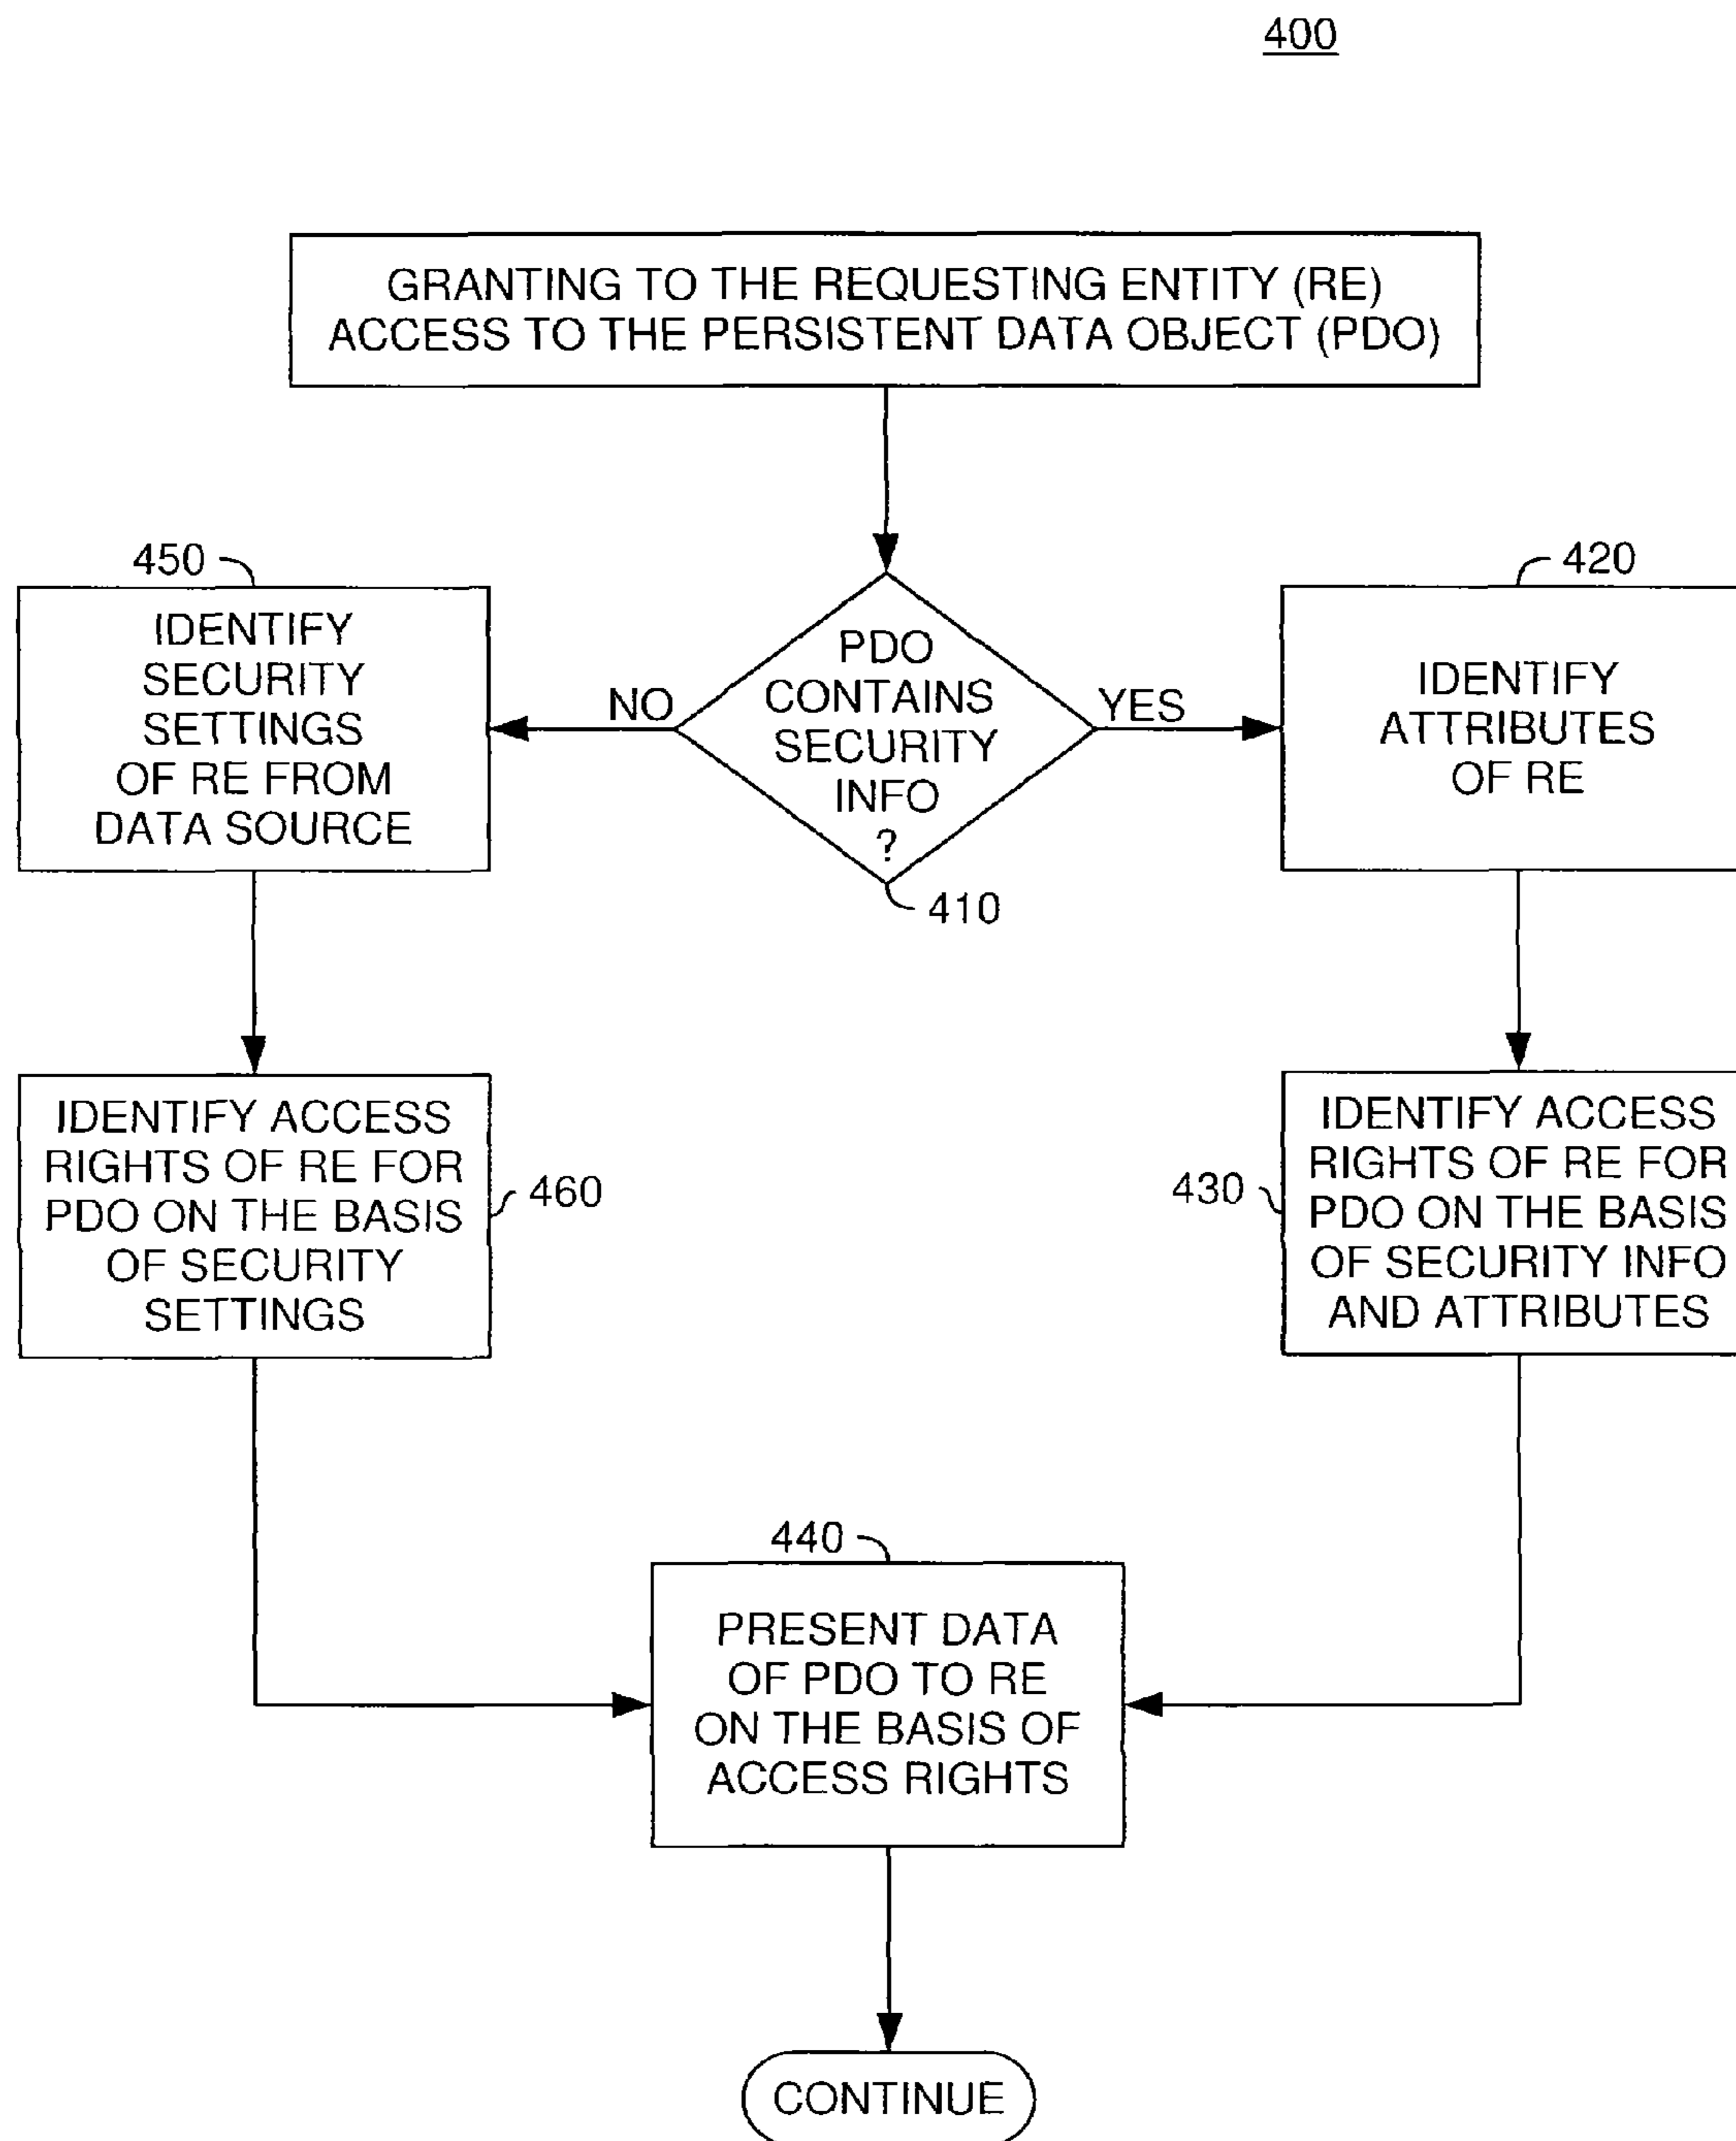 400
GRANTING TO THE REQUESTING ENTITY (RE)
ACCESS TO THE PERSISTENT DATA OBJECT (PDO)
450
IDENTIFY
SECURITY
SETTINGS
OF RE FROM
DATA SOURCE
NO
PDO
CONTAINS
SECURITY
INFO
?
410
YES
420
IDENTIFY
ATTRIBUTES
OF RE
IDENTIFY ACCESS
RIGHTS OF RE FOR
PDO ON THE BASIS
OF SECURITY
SETTINGS
460
430
IDENTIFY ACCESS
RIGHTS OF RE FOR
PDO ON THE BASIS
OF SECURITY INFO
AND ATTRIBUTES
440
PRESENT DATA
OF PDO TO RE
ON THE BASIS OF
ACCESS RIGHTS
CONTINUE